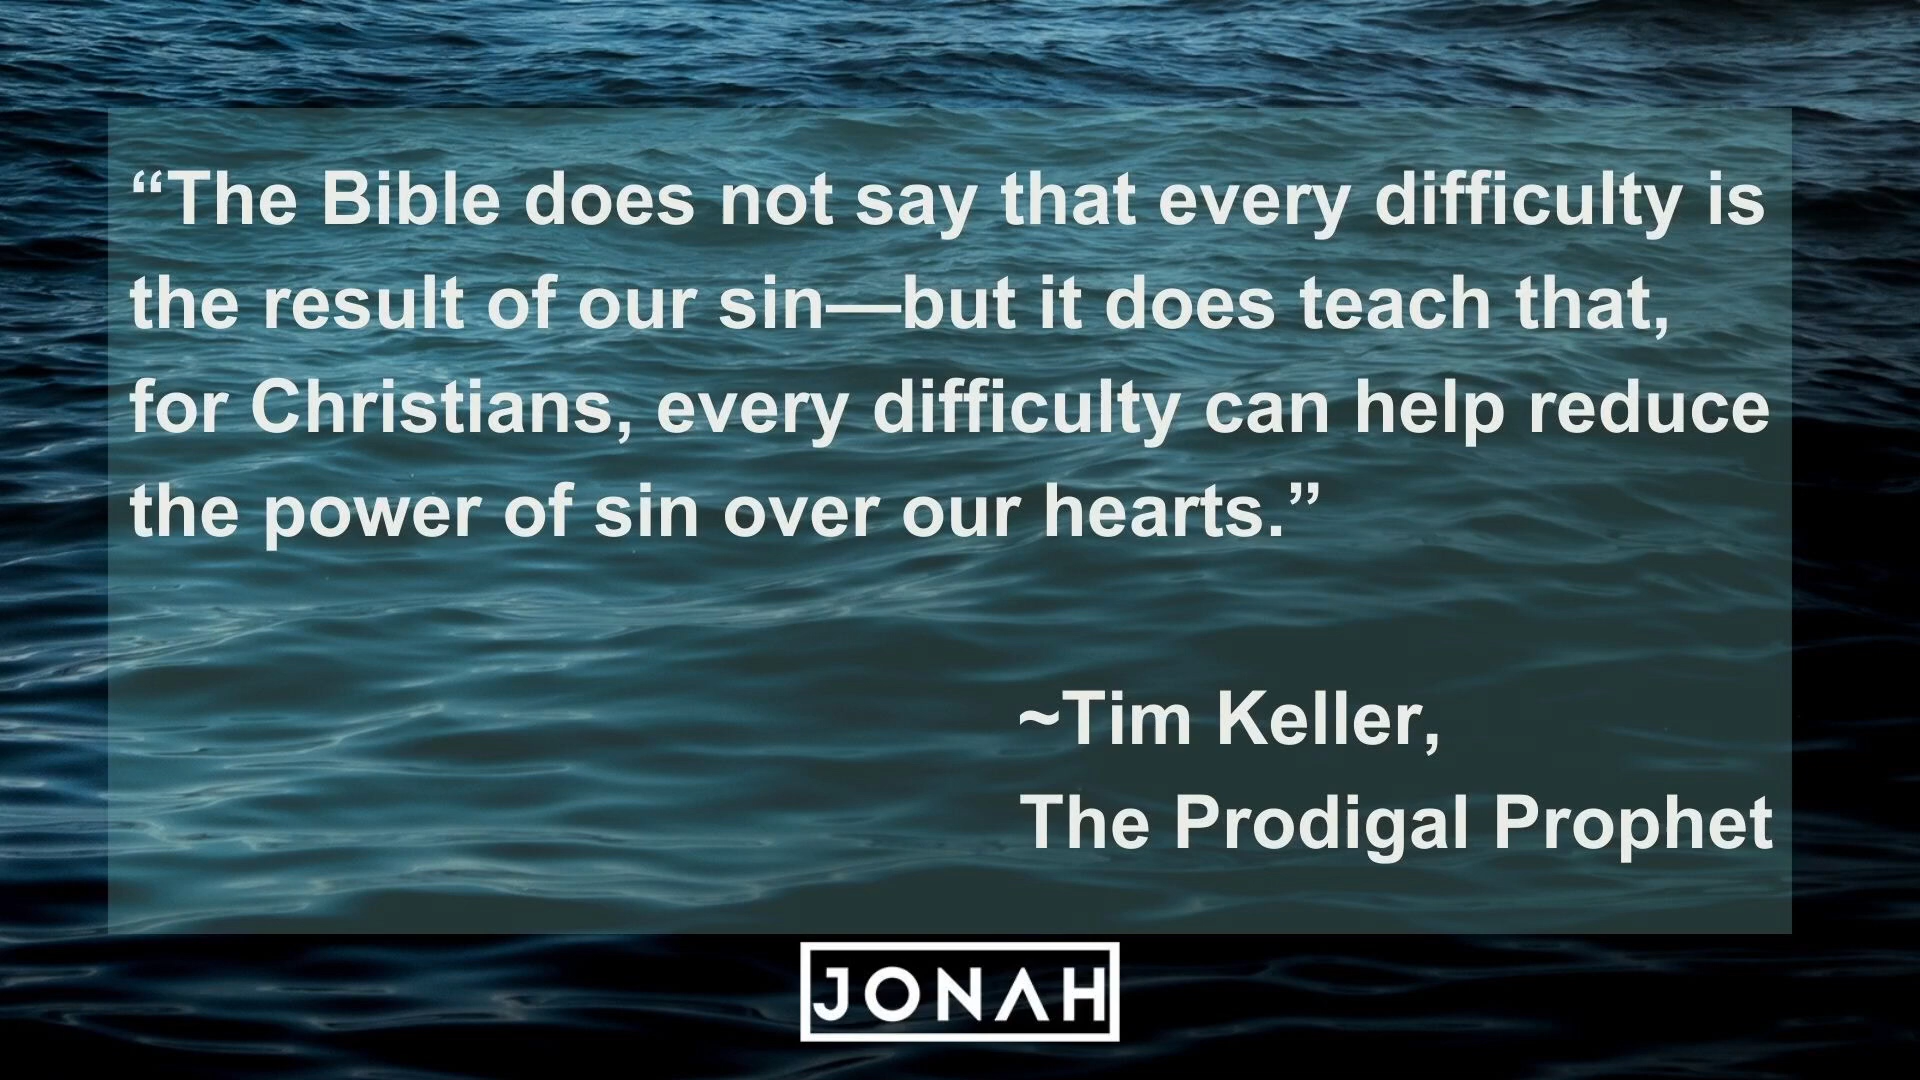 “The Bible does not say that every difficulty is
the result of our sin—but it does teach that,
for Christians, every difficulty can help reduce
the power of sin over our hearts.”
~Tim Keller,
The Prodigal Prophet
JONAH